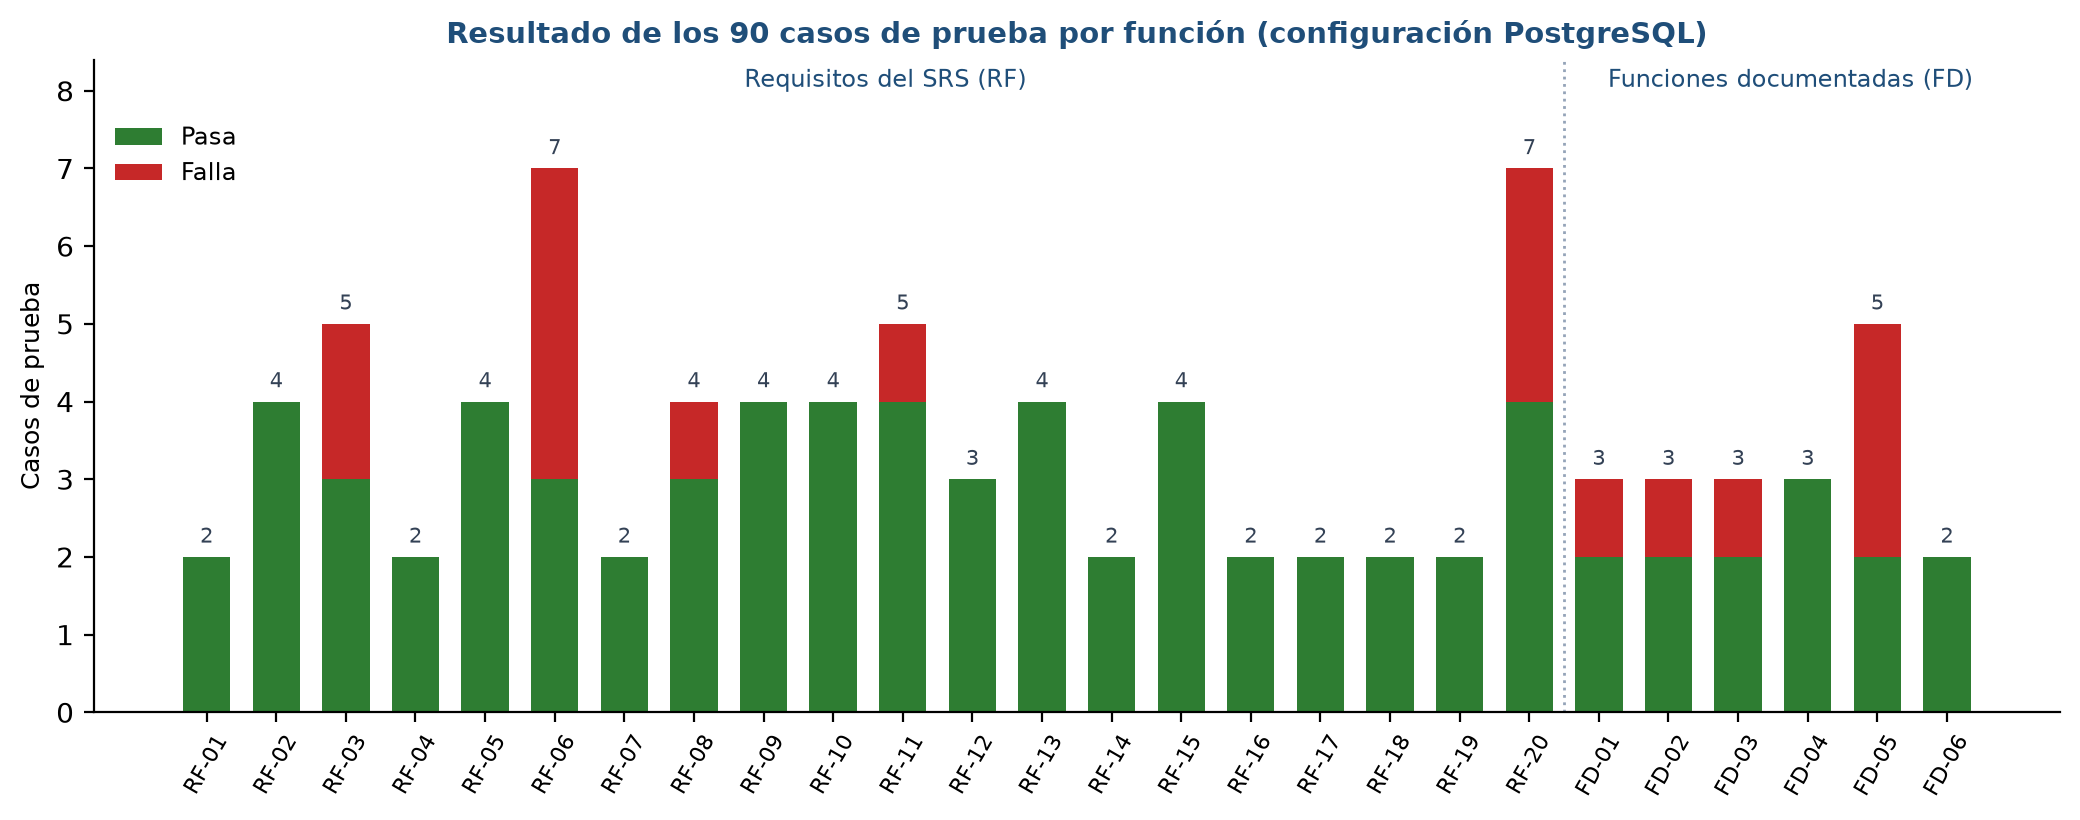 Resultado de los 90 casos de prueba por función (configuración PostgreSQL)
Requisitos del SRS (RF)
Funciones documentadas (FD)
Pasa
Falla
Casos de prueba
8
7
6
5
4
3
2
1
0
2
4
5
2
4
7
2
4
4
4
5
3
4
2
4
2
2
2
2
7
3
3
3
3
5
2
RF-01
RF-02
RF-03
RF-04
RF-05
RF-06
RF-07
RF-08
RF-09
RF-10
RF-11
RF-12
RF-13
RF-14
RF-15
RF-16
RF-17
RF-18
RF-19
RF-20
FD-01
FD-02
FD-03
FD-04
FD-05
FD-06